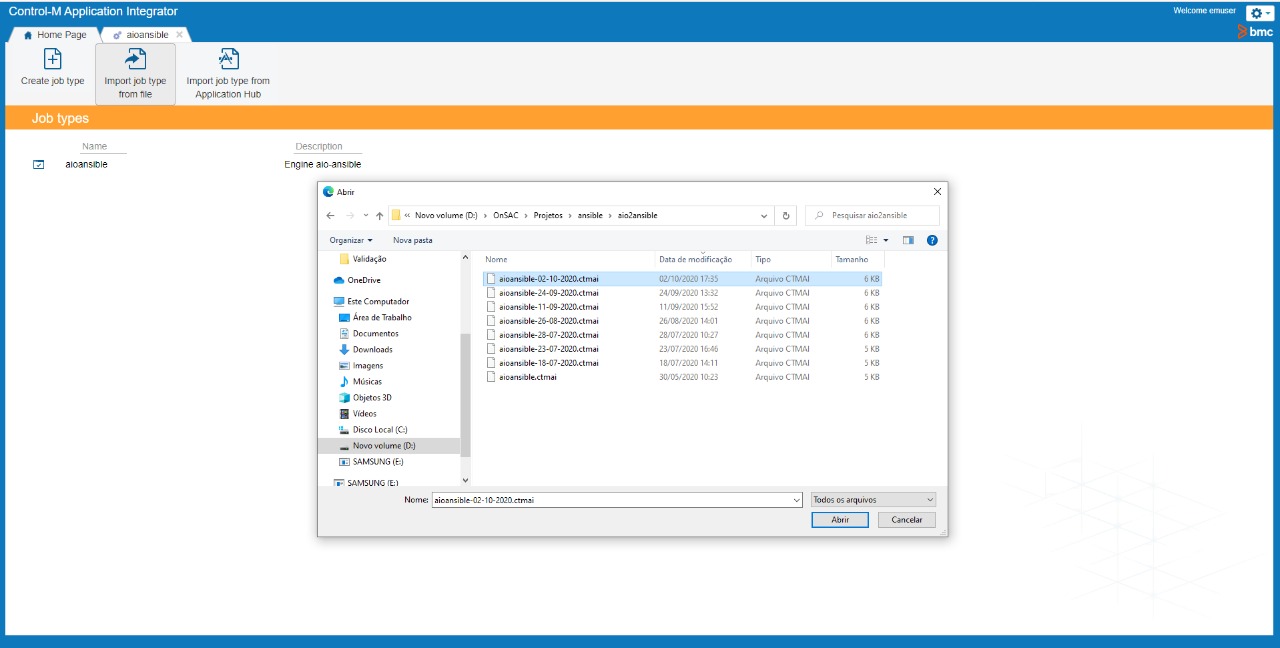 Control-M Application Integrator
Welcome emuser
bmc
Home Page
aioansible
Create job type
Import job type
from file
Import job type from
Application Hub
Job types
Name Description
aioansible Engine aio-ansible
Abrir
« Novo volume (D:) › OnSAC › Projetos › ansible › aio2ansible
Pesquisar aio2ansible
Organizar Nova pasta
Validação
OneDrive
Este Computador
Área de Trabalho
Documentos
Downloads
Imagens
Músicas
Objetos 3D
Vídeos
Disco Local (C:)
Novo volume (D:)
SAMSUNG (E:)
SAMSUNG (E:)
Nome Data de modificação Tipo Tamanho
aioansible-02-10-2020.ctmai 02/10/2020 17:35 Arquivo CTMAI 6 KB
aioansible-24-09-2020.ctmai 24/09/2020 13:32 Arquivo CTMAI 6 KB
aioansible-11-09-2020.ctmai 11/09/2020 15:52 Arquivo CTMAI 6 KB
aioansible-26-08-2020.ctmai 26/08/2020 14:01 Arquivo CTMAI 6 KB
aioansible-28-07-2020.ctmai 28/07/2020 10:27 Arquivo CTMAI 6 KB
aioansible-23-07-2020.ctmai 23/07/2020 16:46 Arquivo CTMAI 5 KB
aioansible-18-07-2020.ctmai 18/07/2020 14:11 Arquivo CTMAI 5 KB
aioansible.ctmai 30/05/2020 10:23 Arquivo CTMAI 5 KB
Nome: aioansible-02-10-2020.ctmai
Todos os arquivos
Abrir Cancelar